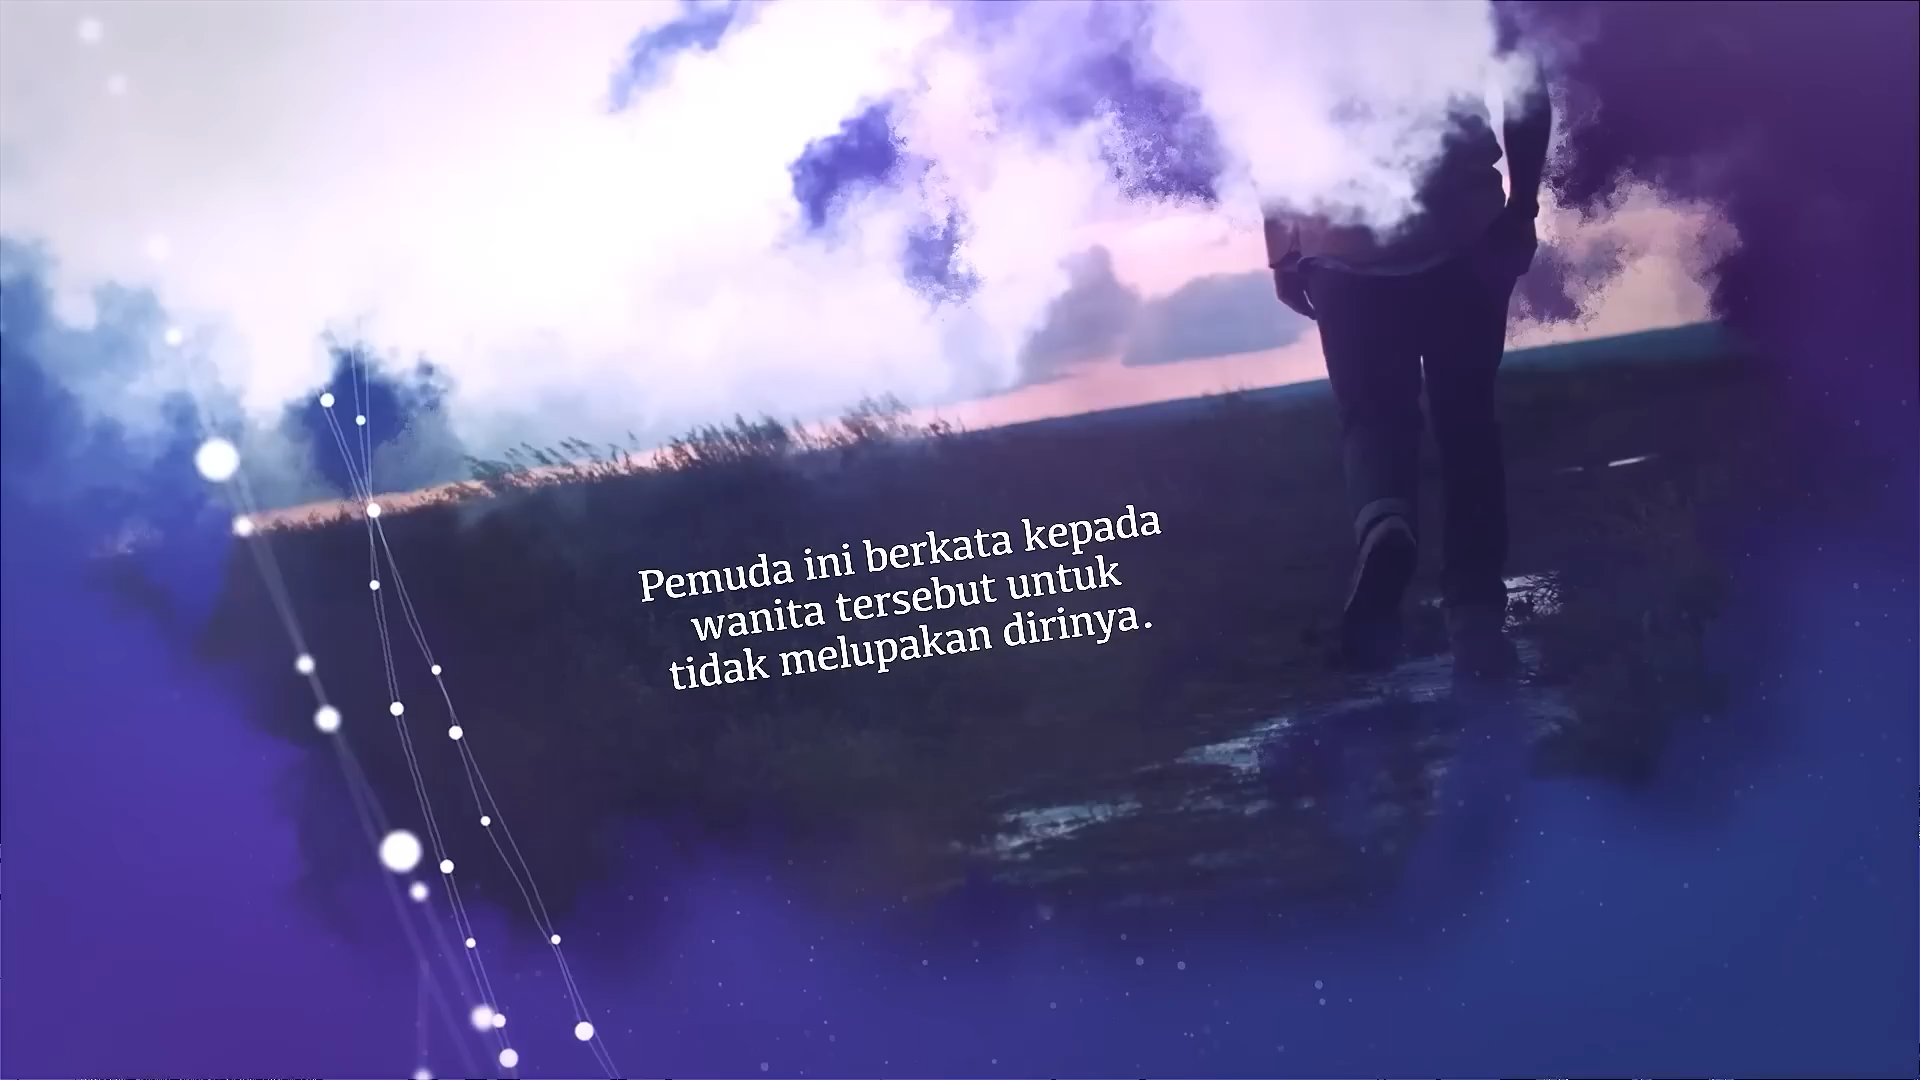 Pemuda ini berkata kepada
wanita tersebut untuk
tidak melupakan dirinya.